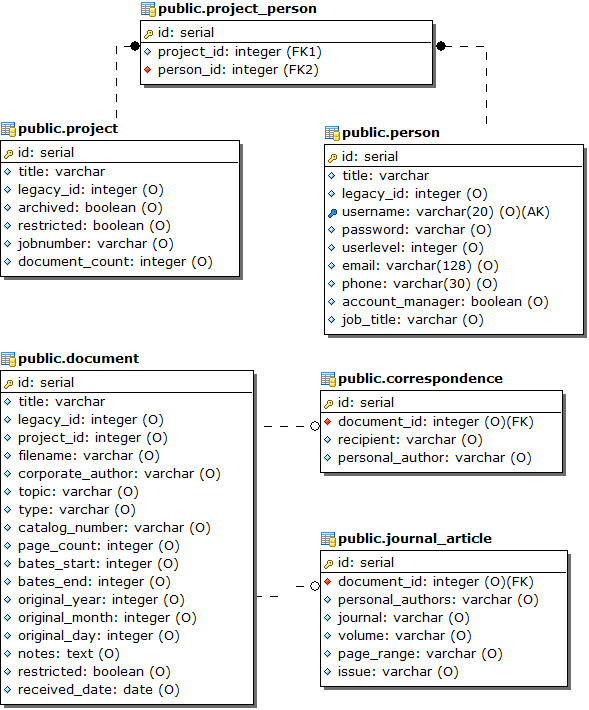 public.project_person
id: serial
project_id: integer (FK1)
person_id: integer (FK2)
public.project
id: serial
title: varchar
legacy_id: integer (O)
archived: boolean (O)
restricted: boolean (O)
jobnumber: varchar (O)
document_count: integer (O)
public.person
id: serial
title: varchar
legacy_id: integer (O)
username: varchar(20) (O)(AK)
password: varchar (O)
userlevel: integer (O)
email: varchar(128) (O)
phone: varchar(30) (O)
account_manager: boolean (O)
job_title: varchar (O)
public.document
id: serial
title: varchar
legacy_id: integer (O)
project_id: integer (O)
filename: varchar (O)
corporate_author: varchar (O)
topic: varchar (O)
type: varchar (O)
catalog_number: varchar (O)
page_count: integer (O)
bates_start: integer (O)
bates_end: integer (O)
original_year: integer (O)
original_month: integer (O)
original_day: integer (O)
notes: text (O)
restricted: boolean (O)
received_date: date (O)
public.correspondence
id: serial
document_id: integer (O)(FK)
recipient: varchar (O)
personal_author: varchar (O)
public.journal_article
id: serial
document_id: integer (O)(FK)
personal_authors: varchar (O)
journal: varchar (O)
volume: varchar (O)
page_range: varchar (O)
issue: varchar (O)